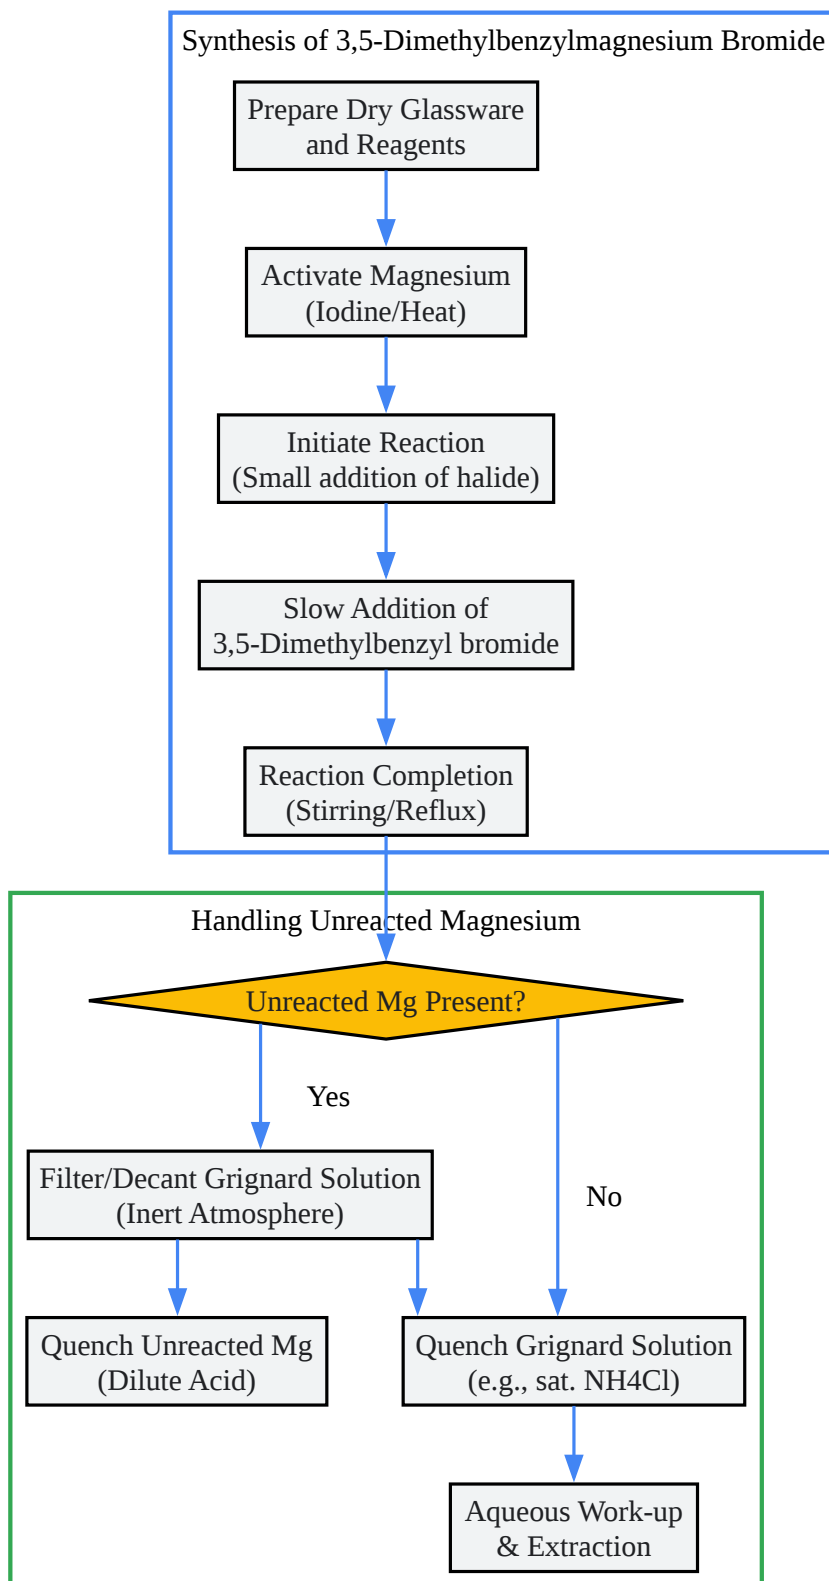 Synthesis of 3,5-Dimethylbenzylmagnesium Bromide
Prepare Dry Glassware
and Reagents
Activate Magnesium
(Iodine/Heat)
Initiate Reaction
(Small addition of halide)
Slow Addition of
3,5-Dimethylbenzyl bromide
Reaction Completion
(Stirring/Reflux)
Handling Unreacted Magnesium
Unreacted Mg Present?
Yes
Filter/Decant Grignard Solution
(Inert Atmosphere)
No
Quench Unreacted Mg
(Dilute Acid)
Quench Grignard Solution
(e.g., sat. NH4Cl)
Aqueous Work-up
& Extraction